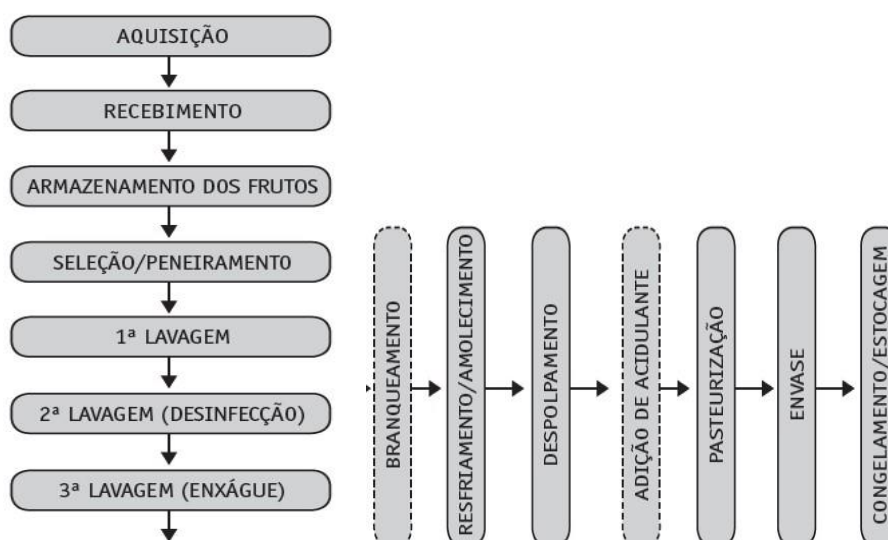 AQUISIÇÃO
RECEBIMENTO
ARMAZENAMENTO DOS FRUTOS
SELEÇÃO/PENEIRAMENTO
1ª LAVAGEM
2ª LAVAGEM (DESINFECÇÃO)
3ª LAVAGEM (ENXÁGUE)
BRANQUEAMENTO
RESFRIAMENTO/AMOLECIMENTO
DESPOLPAMENTO
ADIÇÃO DE ACIDULANTE
PASTEURIZAÇÃO
ENVASE
CONGELAMENTO/ESTOCAGEM